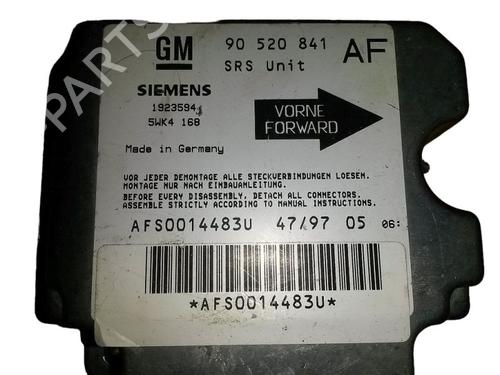 GM 90 520 841 AF
SRS Unit
SIEMENS
1923594
5WK4 168
VORNE
FORWARD
Made in Germany
VOR JEDER DEMONTAGE ALLE STECKVERBINDUNGEN LOESEN.
MONTAGE NUR NACH EINBAUANLEITUNG.
BEFORE EVERY DISASSEMBLY, DETACH ALL CONNECTORS.
ASSEMBLE STRICTLY ACCORDING TO MANUAL INSTRUCTIONS.
AFS0014483U 47/97 05 06:
*AFS0014483U*